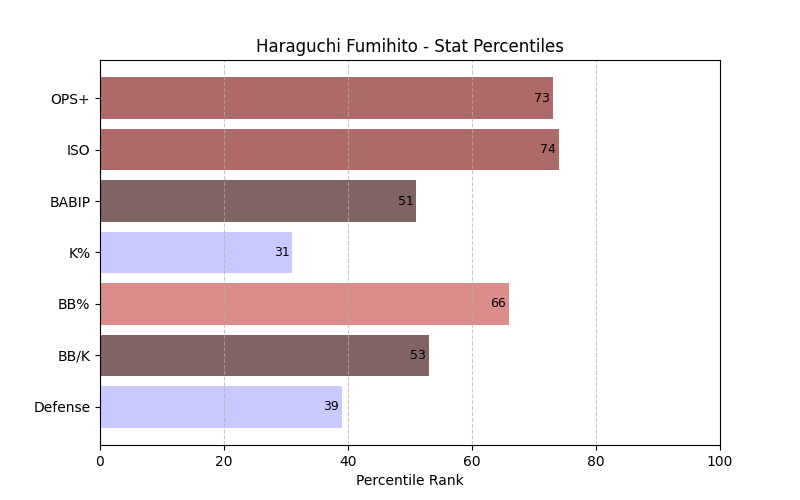 Haraguchi Fumihito - Stat Percentiles
OPS+ 73
ISO 74
BABIP 51
K% 31
BB% 66
BB/K 53
Defense 39
0 20 40 60 80 100
Percentile Rank